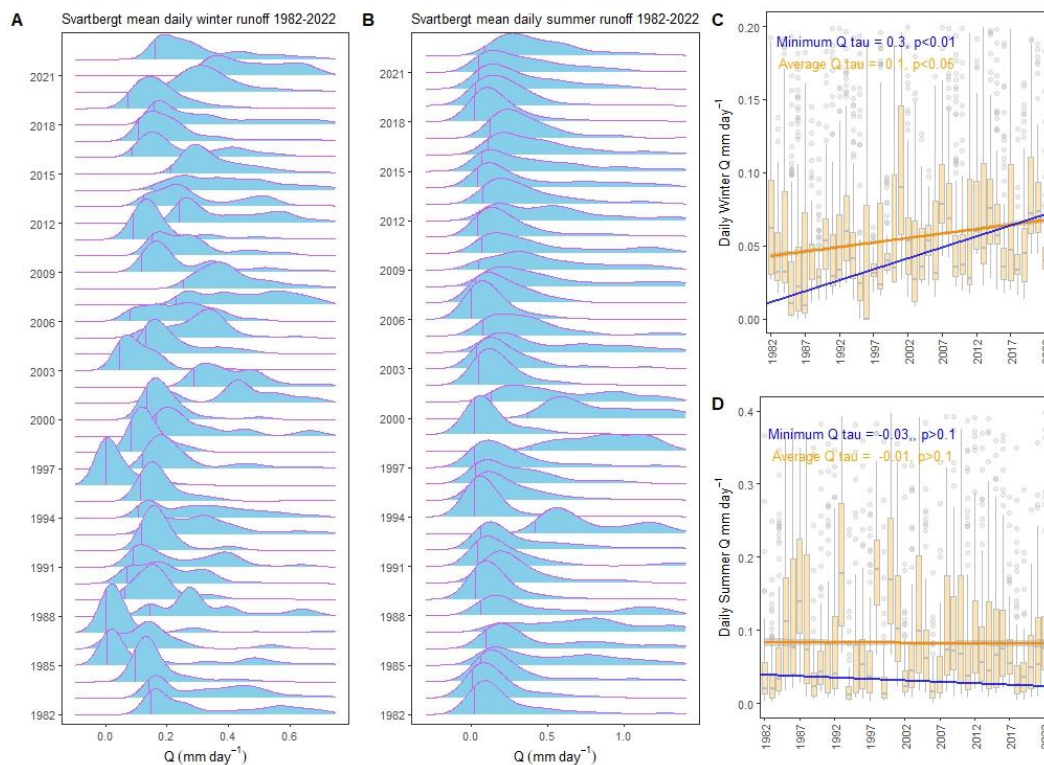 A
Svartbergt mean daily winter runoff 1982-2022
2021
2018
2015
2012
2009
2006
2003
2000
1997
1994
1991
1988
1985
1982
0.0 0.2 0.4 0.6
Q (mm day⁻¹)
B
Svartbergt mean daily summer runoff 1982-2022
2021
2018
2015
2012
2009
2006
2003
2000
1997
1994
1991
1988
1985
1982
0.0 0.5 1.0
Q (mm day⁻¹)
C
Minimum Q tau = 0.3, p<0.01
Average Q tau = 0.1, p<0.05
Daily Winter Q mm day⁻¹
0.20
0.15
0.10
0.05
0.00
1982 1987 1992 1997 2002 2007 2012 2017
D
Minimum Q tau = -0.03,, p>0.1
Average Q tau = -0.01, p>0.1
Daily Summer Q mm day⁻¹
0.4
0.3
0.2
0.1
0.0
1982 1987 1992 1997 2002 2007 2012 2017